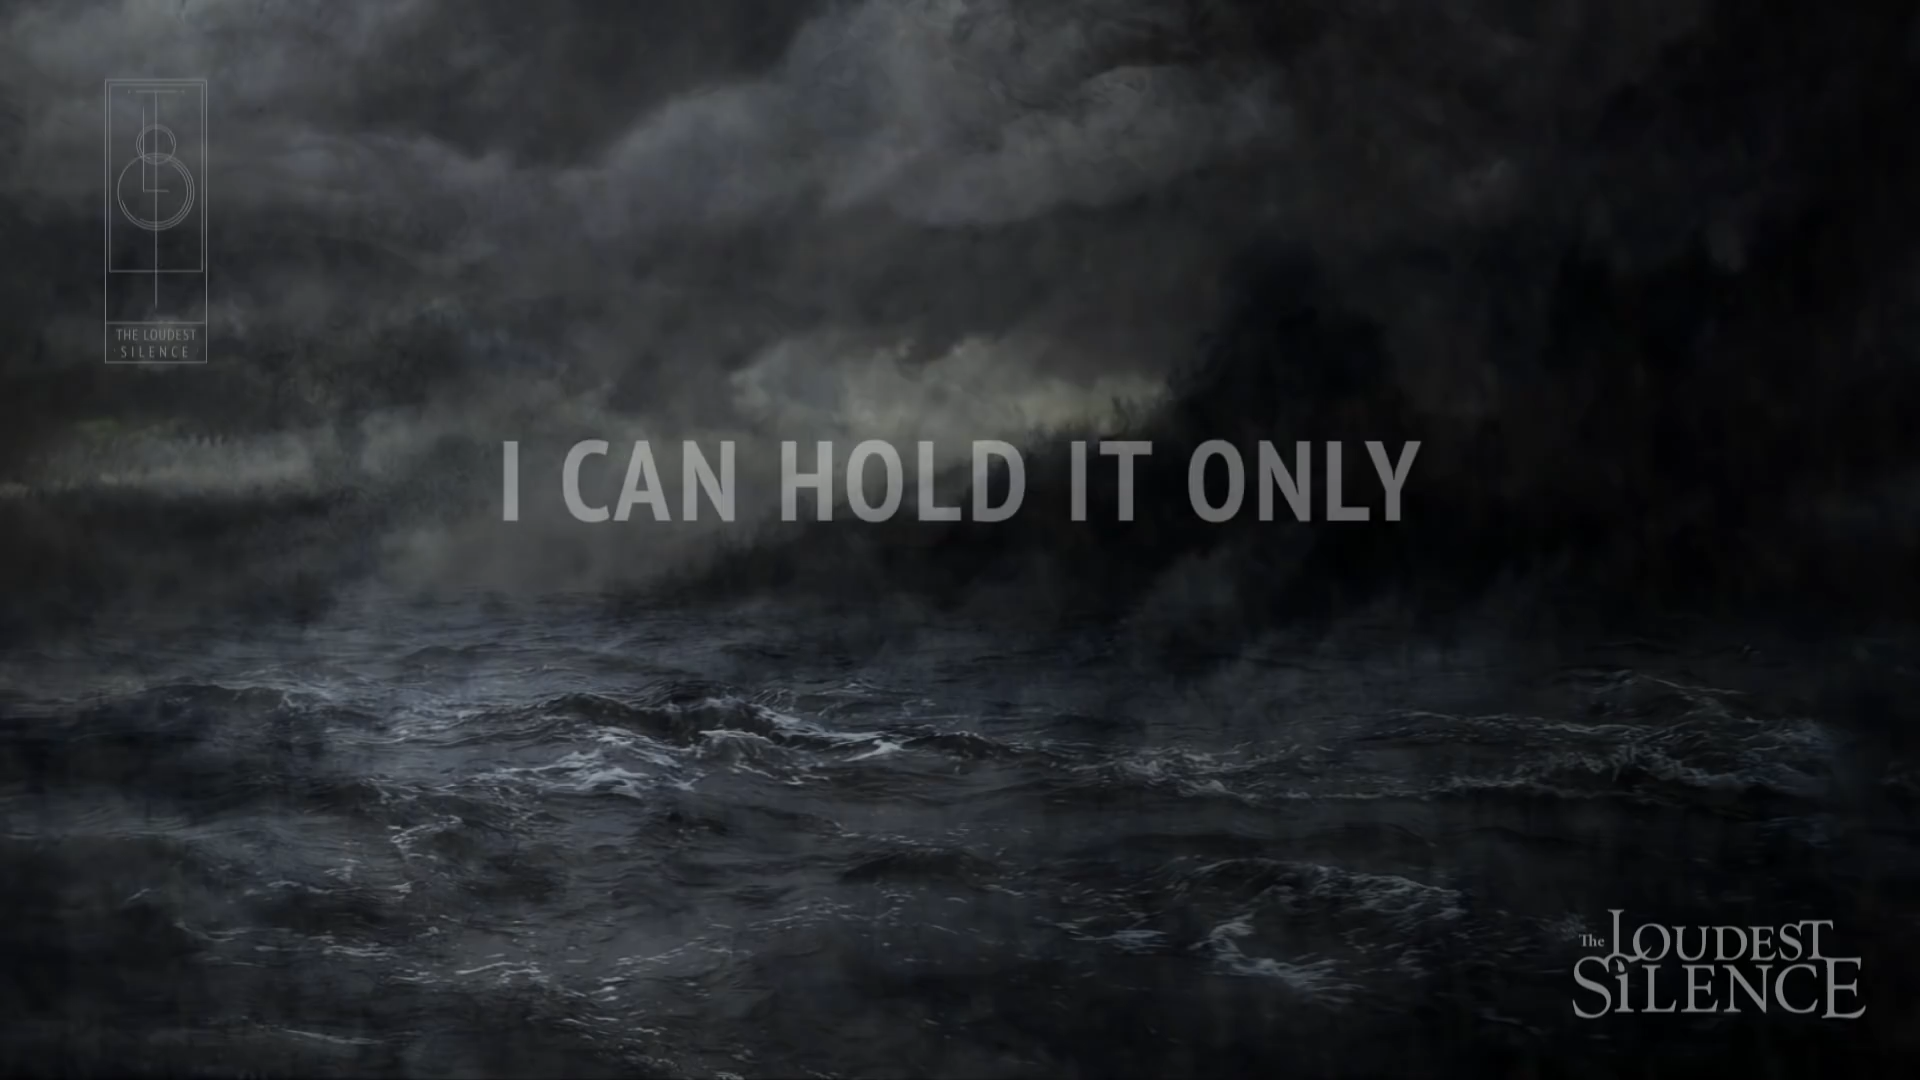 THE LOUDEST
SILENCE
I CAN HOLD IT ONLY
The LOUDEST
SiLENCE